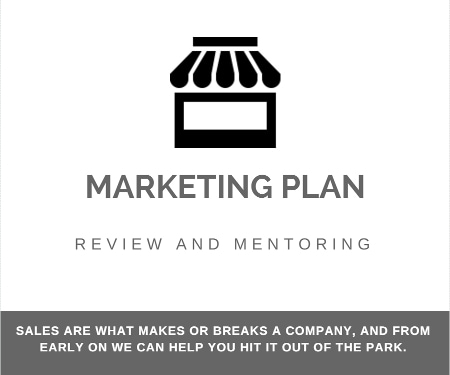 MARKETING PLAN
REVIEW AND MENTORING
SALES ARE WHAT MAKES OR BREAKS A COMPANY, AND FROM
EARLY ON WE CAN HELP YOU HIT IT OUT OF THE PARK.